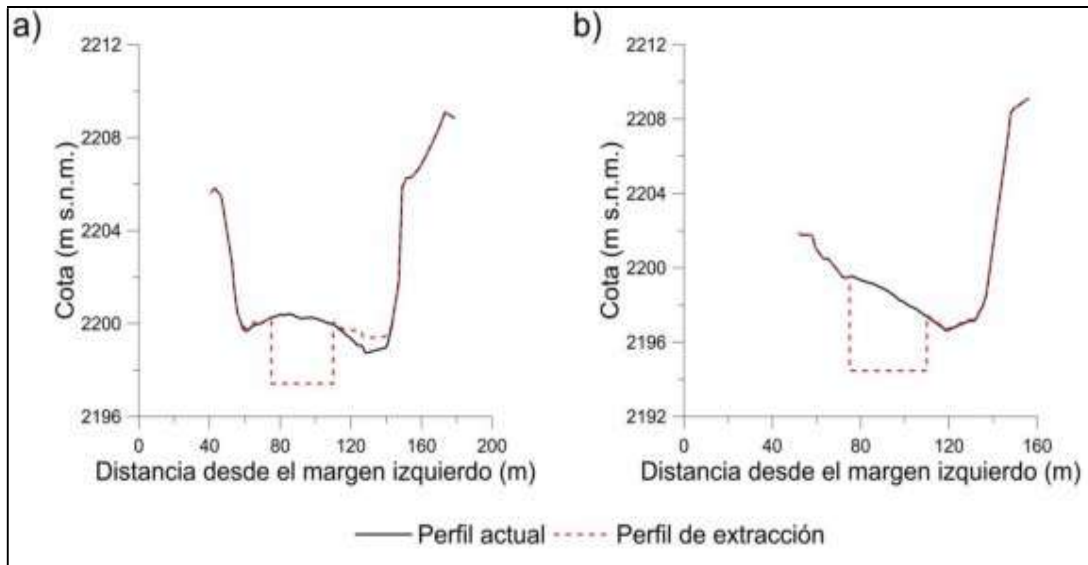 a)
2212
2208
2204
2200
2196
Cota (m s.n.m.)
0 40 80 120 160 200
Distancia desde el margen izquierdo (m)
b)
2212
2208
2204
2200
2196
2192
Cota (m s.n.m.)
0 40 80 120 160
Distancia desde el margen izquierdo (m)
Perfil actual Perfil de extracción